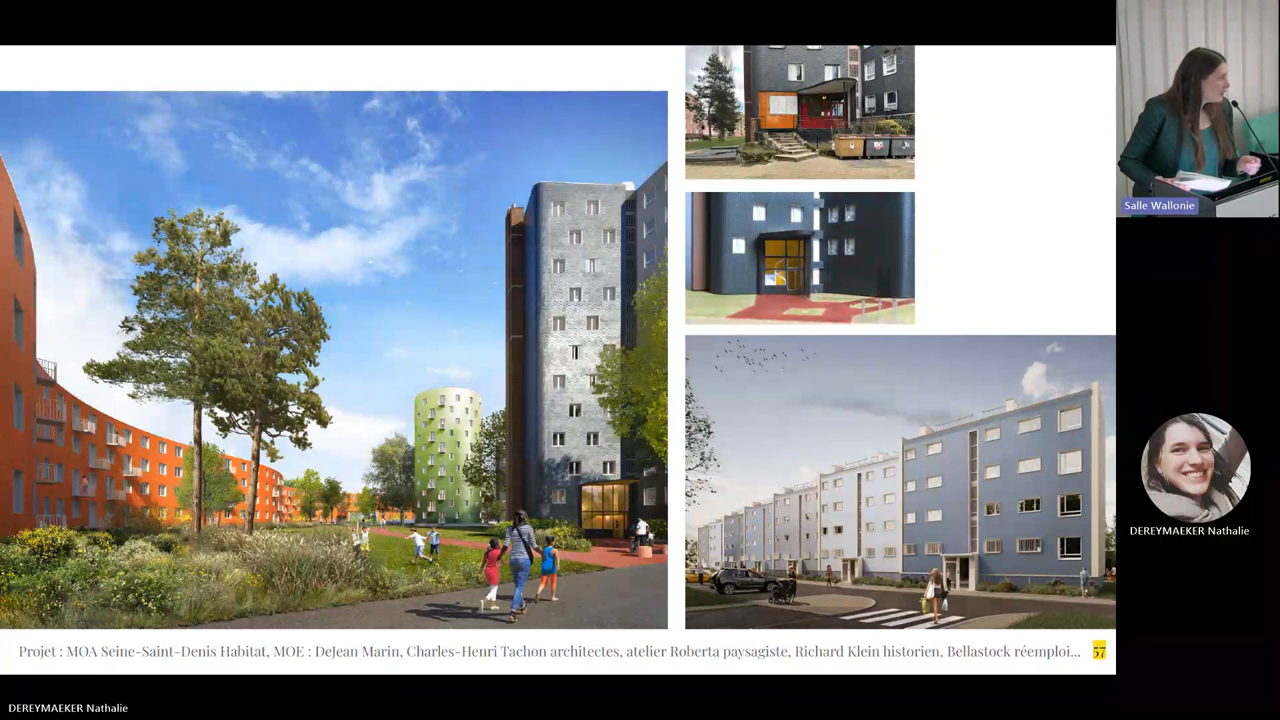 Salle Wallonie
DEREYMAEKER Nathalie
Projet : MOA Seine-Saint-Denis Habitat, MOE : DeJean Marin, Charles-Henri Tachon architectes, atelier Roberta paysagiste, Richard Klein historien, Bellastock réemploi...
57
DEREYMAEKER Nathalie